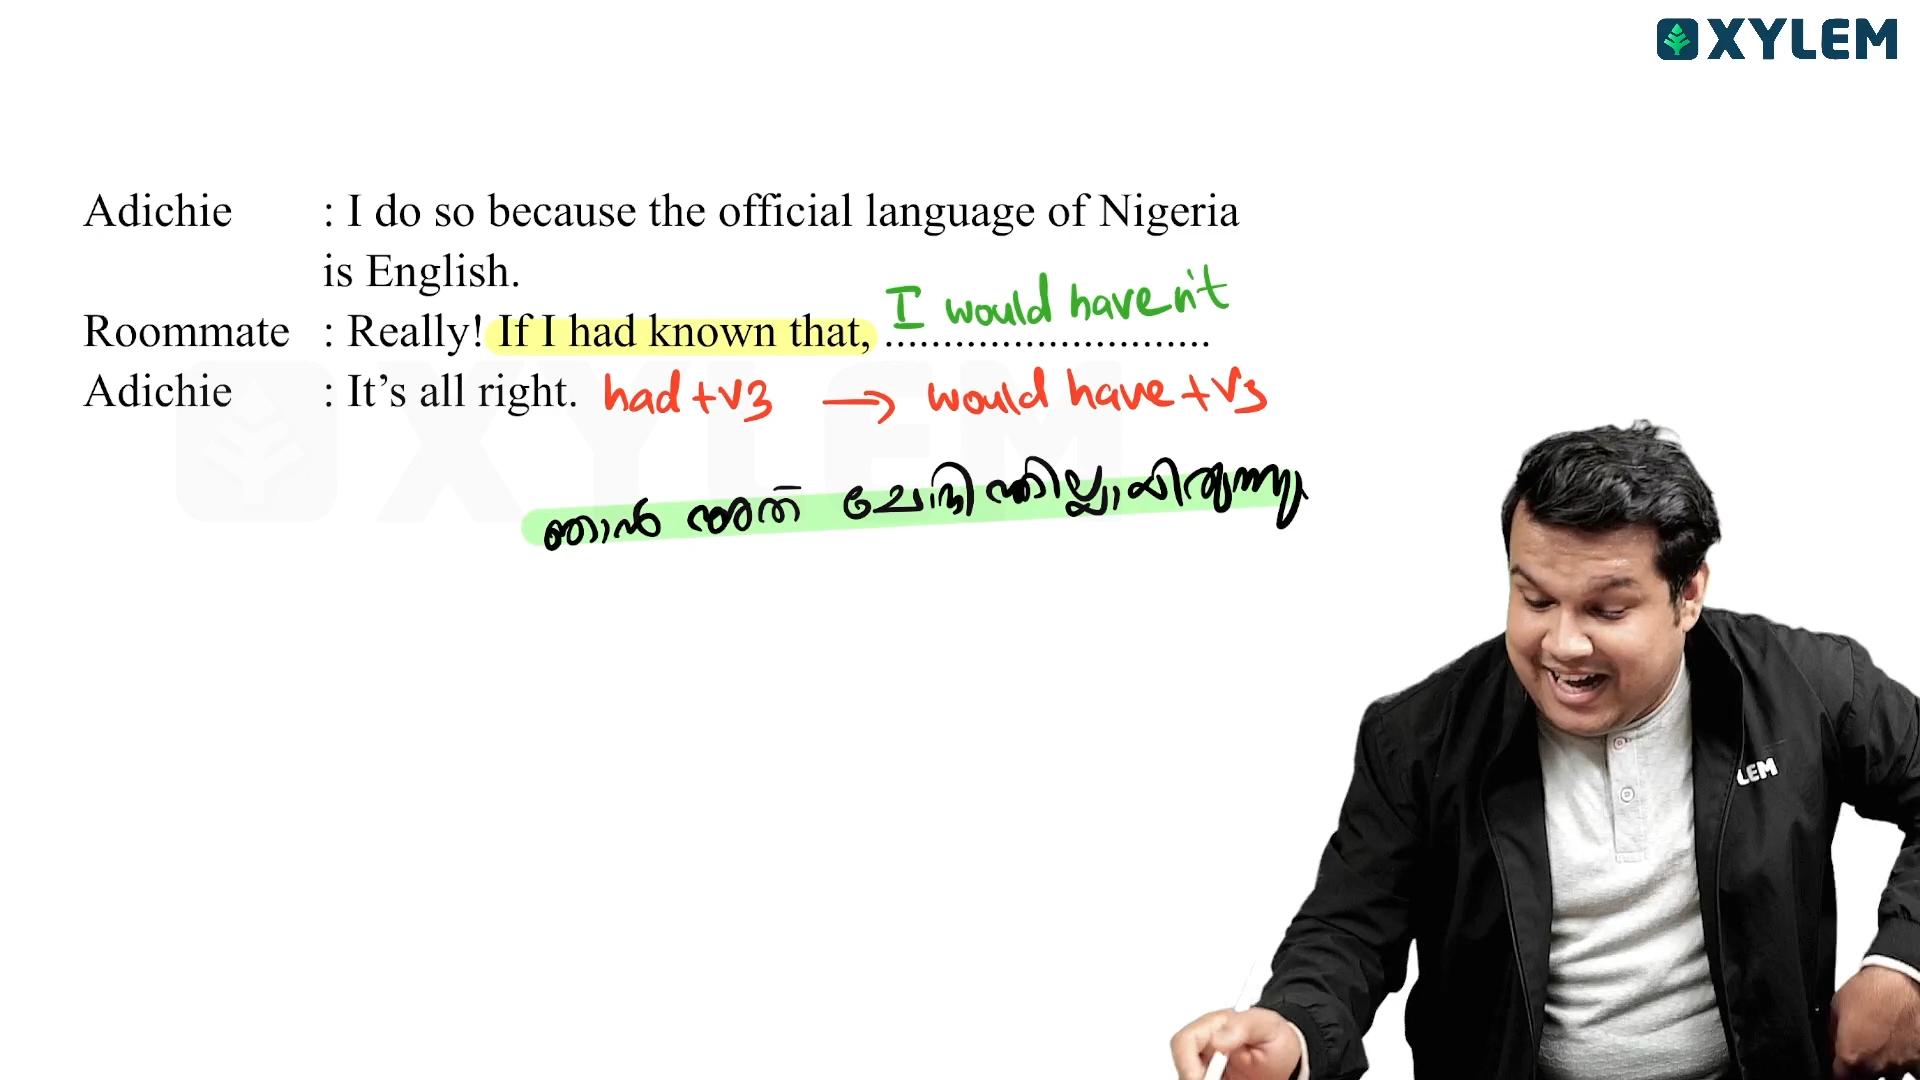 XYLEM
Adichie : I do so because the official language of Nigeria
is English.
I would haven't
Roommate : Really! If I had known that, ............................
Adichie : It's all right. had + v3 → would have + v3
ഞാൻ അത് ചോദിക്കില്ലായിരുന്നു
LEM
XYLEM